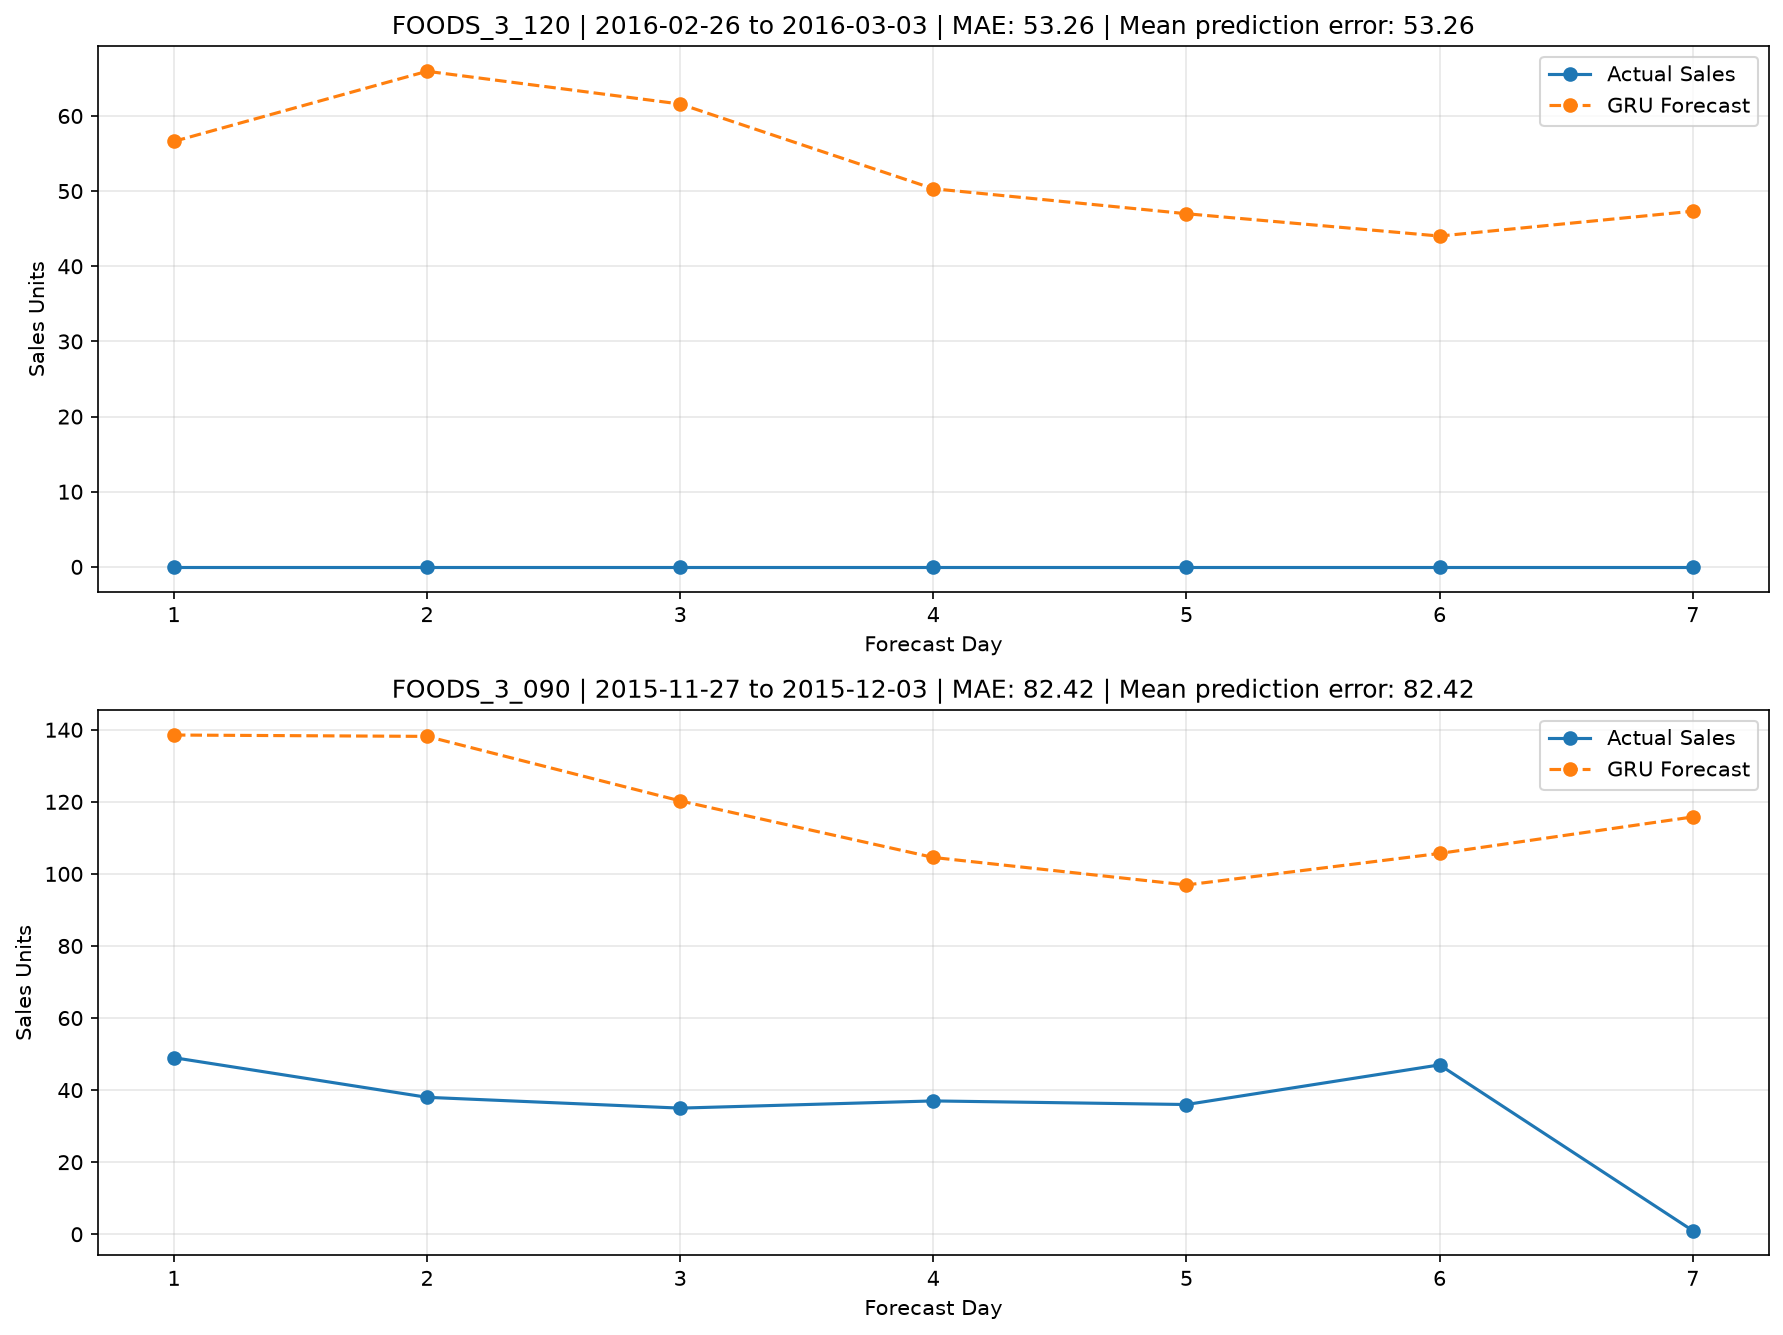 FOODS_3_120 | 2016-02-26 to 2016-03-03 | MAE: 53.26 | Mean prediction error: 53.26
Actual Sales
GRU Forecast
Sales Units
60
50
40
30
20
10
0
1 2 3 4 5 6 7
Forecast Day
FOODS_3_090 | 2015-11-27 to 2015-12-03 | MAE: 82.42 | Mean prediction error: 82.42
Actual Sales
GRU Forecast
Sales Units
140
120
100
80
60
40
20
0
1 2 3 4 5 6 7
Forecast Day